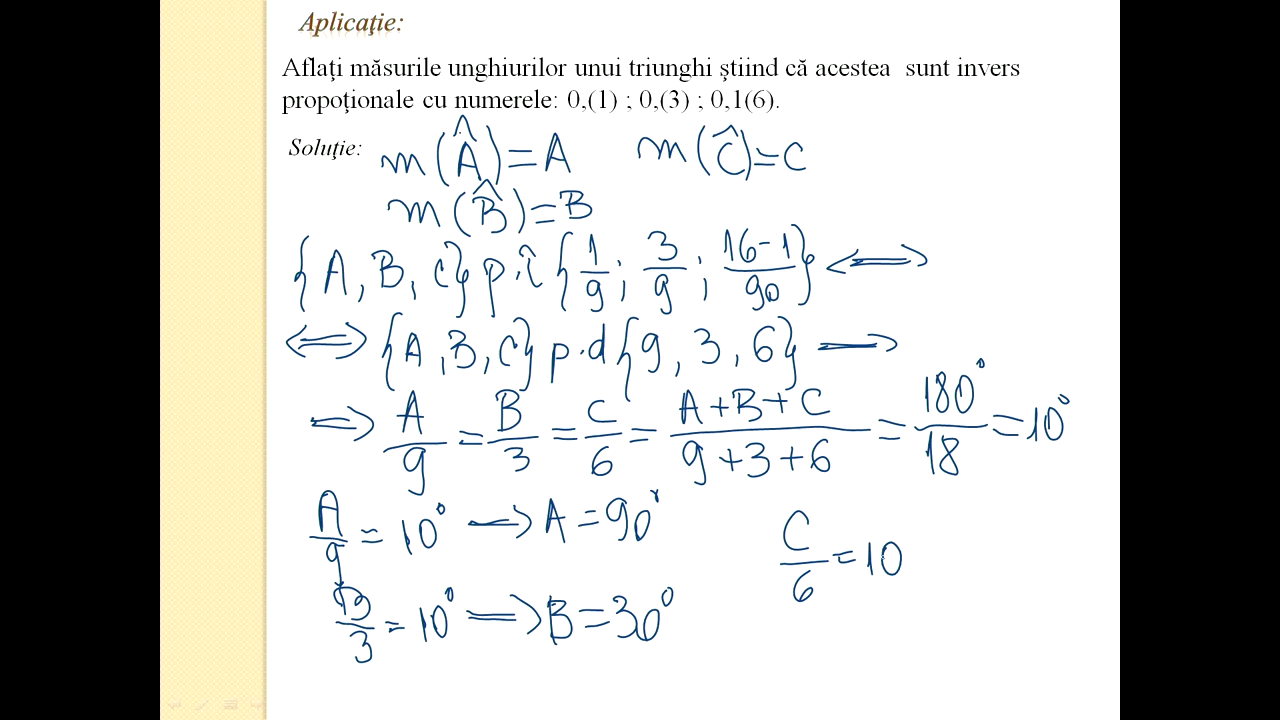 Aplicaţie:
Aflaţi măsurile unghiurilor unui triunghi ştiind că acestea sunt invers
propoţionale cu numerele: 0,(1) ; 0,(3) ; 0,1(6).
Soluţie: m(Â)=A m(Ĉ)=C
m(B̂)=B
{A, B, C} p.î {1/9; 3/9; (16-1)/90} ⟺
⟺ {A, B, C} p.d {9, 3, 6} ⟹
⟹ A/9 = B/3 = C/6 = (A+B+C)/(9+3+6) = 180°/18 = 10°
A/9 = 10° ⟹ A = 90° C/6 = 10
B/3 = 10° ⟹ B = 30°